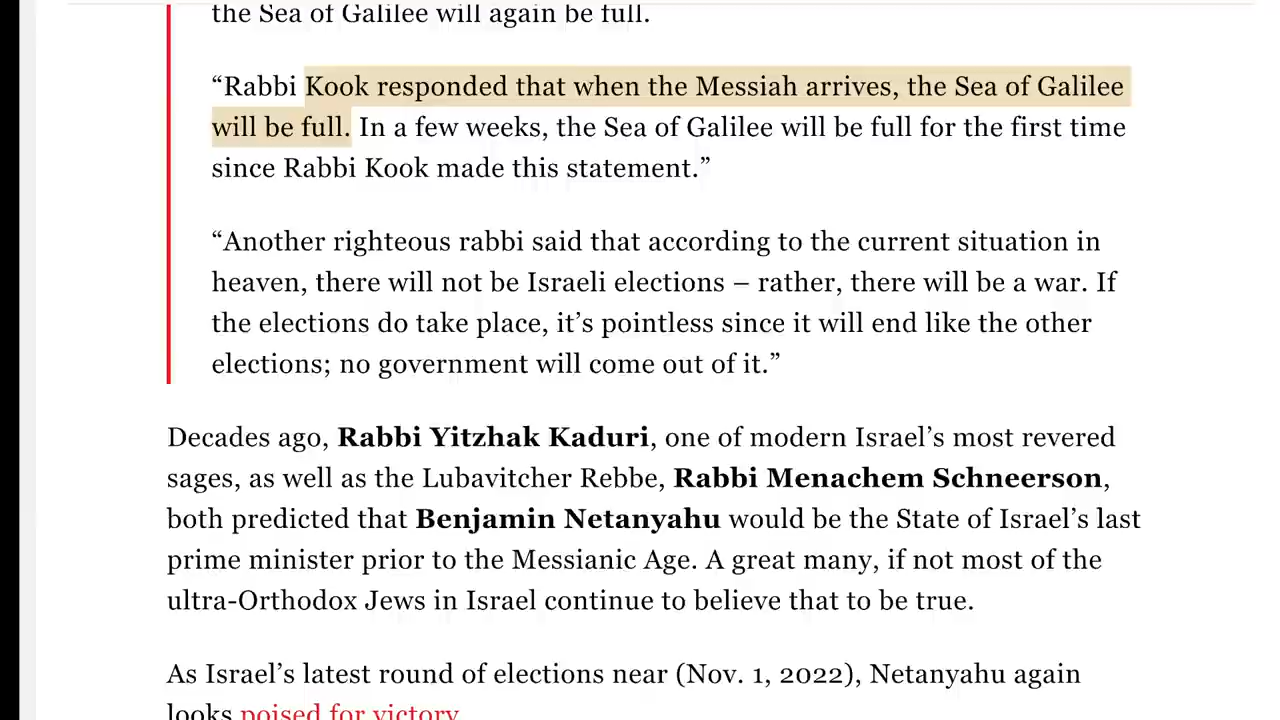 the Sea of Galilee will again be full.
“Rabbi Kook responded that when the Messiah arrives, the Sea of Galilee
will be full. In a few weeks, the Sea of Galilee will be full for the first time
since Rabbi Kook made this statement.”
“Another righteous rabbi said that according to the current situation in
heaven, there will not be Israeli elections – rather, there will be a war. If
the elections do take place, it’s pointless since it will end like the other
elections; no government will come out of it.”
Decades ago, Rabbi Yitzhak Kaduri, one of modern Israel’s most revered
sages, as well as the Lubavitcher Rebbe, Rabbi Menachem Schneerson,
both predicted that Benjamin Netanyahu would be the State of Israel’s last
prime minister prior to the Messianic Age. A great many, if not most of the
ultra-Orthodox Jews in Israel continue to believe that to be true.
As Israel’s latest round of elections near (Nov. 1, 2022), Netanyahu again
looks poised for victory.